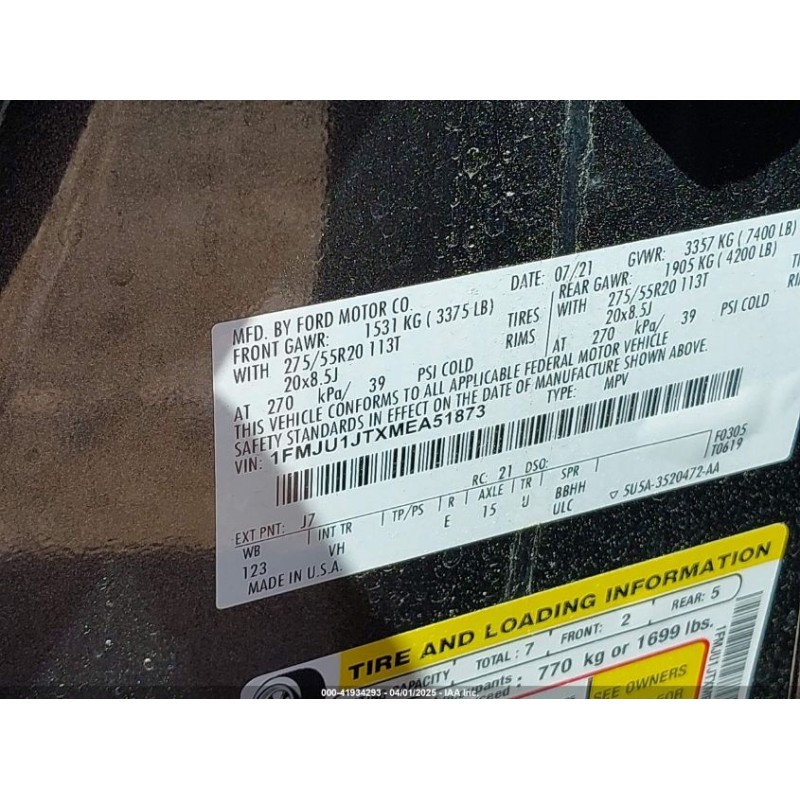 MFD. BY FORD MOTOR CO. DATE: 07/21 GVWR: 3357 KG ( 7400 LB)
FRONT GAWR: 1531 KG ( 3375 LB) REAR GAWR: 1905 KG ( 4200 LB)
WITH 275/55R20 113T TIRES WITH 275/55R20 113T
20x8.5J RIMS 20x8.5J RIMS
AT 270 kPa/ 39 PSI COLD AT 270 kPa/ 39 PSI COLD
THIS VEHICLE CONFORMS TO ALL APPLICABLE FEDERAL MOTOR VEHICLE
SAFETY STANDARDS IN EFFECT ON THE DATE OF MANUFACTURE SHOWN ABOVE.
VIN: 1FMJU1JTXMEA51873 TYPE: MPV
F0305
T0619
RC: 21 DSO:
EXT PNT: J7 INT TR TP/PS R AXLE TR SPR
WB VH E 15 U BBHH
123 ULC 5U5A-3520472-AA
MADE IN U.S.A.
TIRE AND LOADING INFORMATION
CAPACITY TOTAL: 7 FRONT: 2 REAR: 5
770 kg or 1699 lbs.
SEE OWNERS
FOR
000-41934293 - 04/01/2025 - IAA Inc.